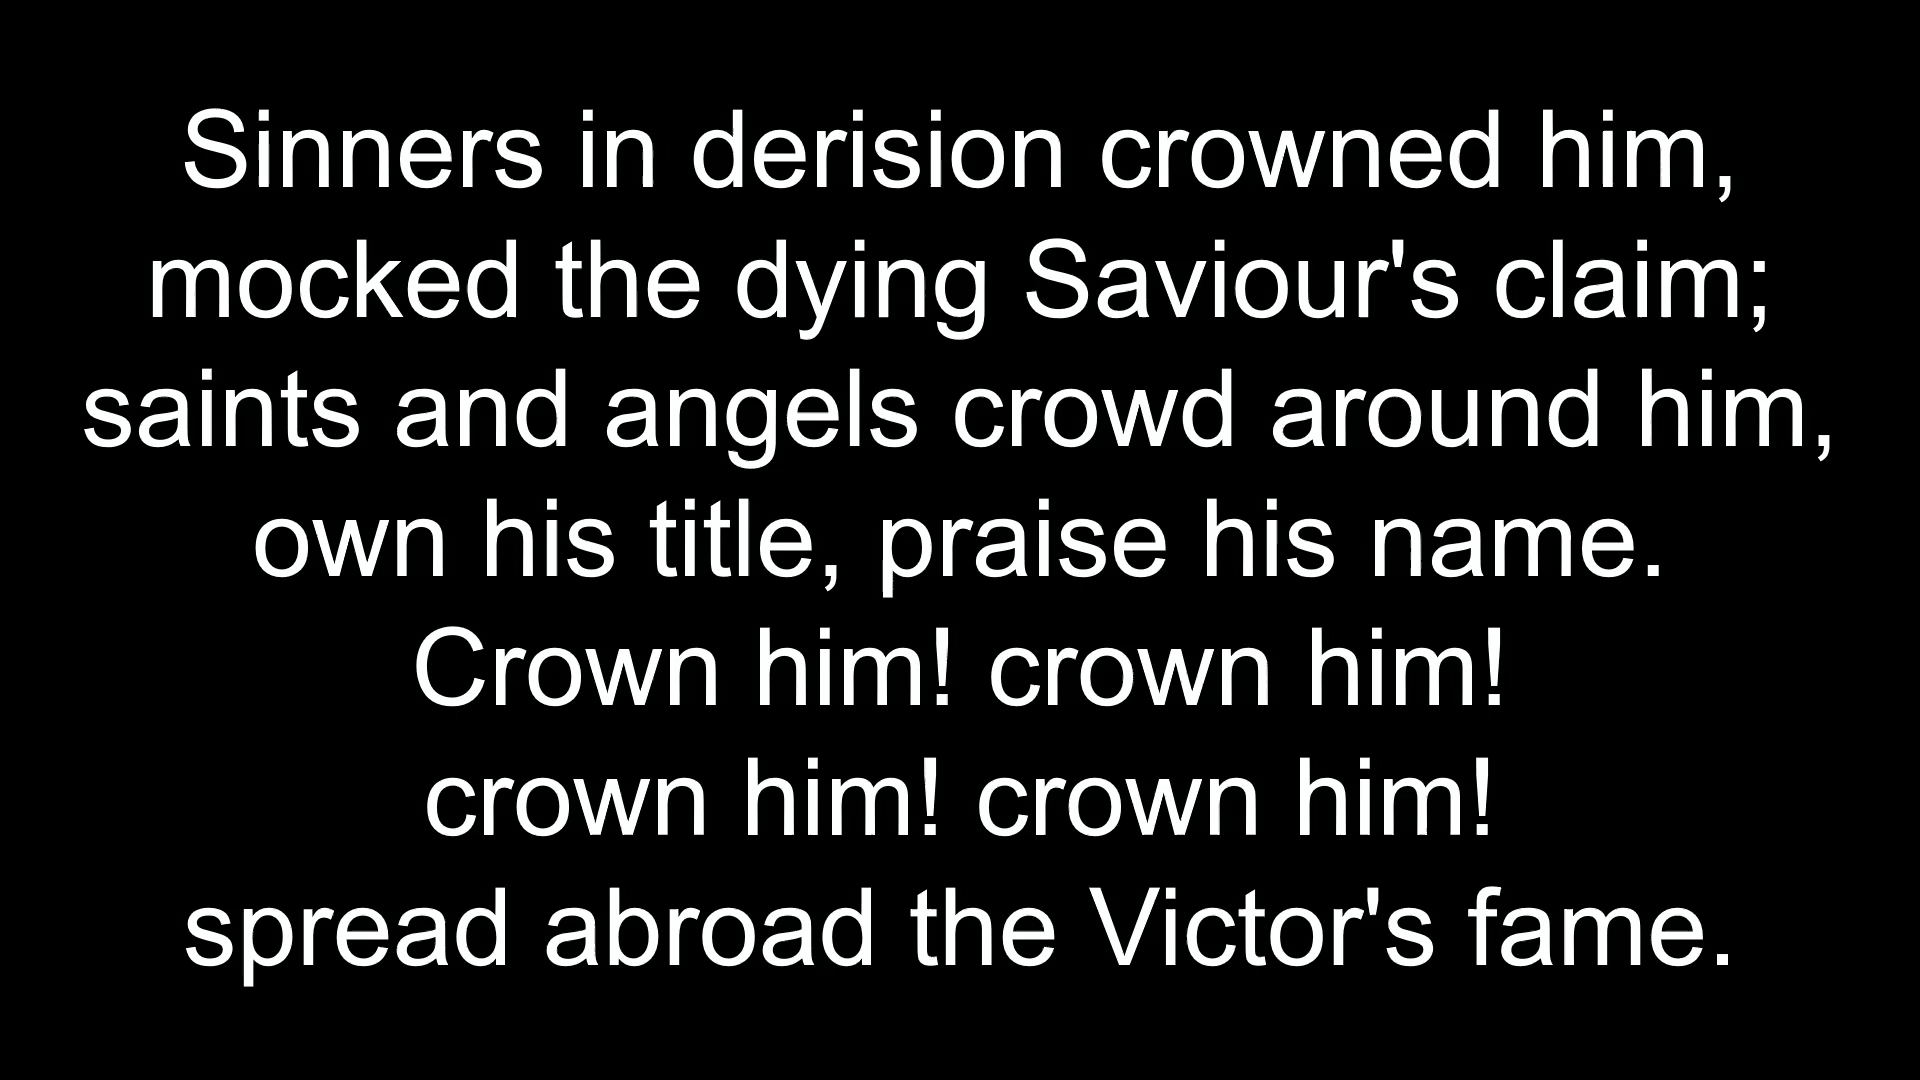 Sinners in derision crowned him,
mocked the dying Saviour's claim;
saints and angels crowd around him,
own his title, praise his name.
Crown him! crown him!
crown him! crown him!
spread abroad the Victor's fame.